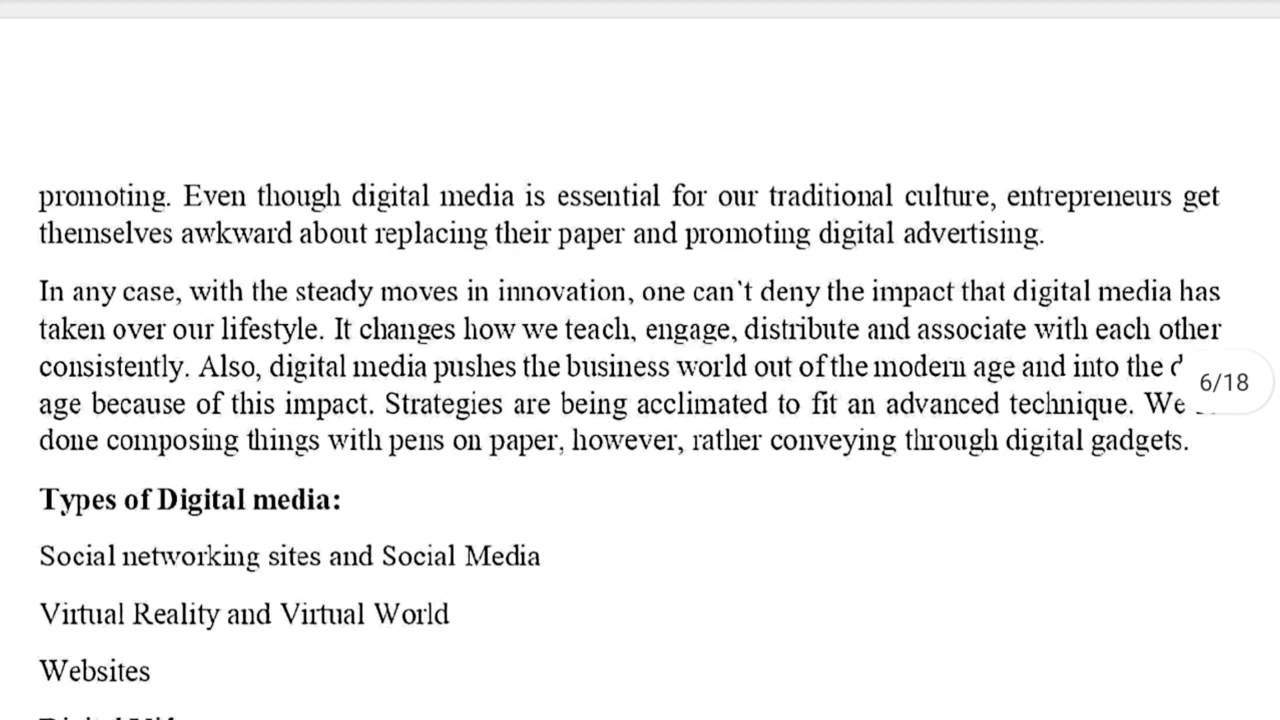 promoting. Even though digital media is essential for our traditional culture, entrepreneurs get
themselves awkward about replacing their paper and promoting digital advertising.
In any case, with the steady moves in innovation, one can't deny the impact that digital media has
taken over our lifestyle. It changes how we teach, engage, distribute and associate with each other
consistently. Also, digital media pushes the business world out of the modern age and into the
6/18
age because of this impact. Strategies are being acclimated to fit an advanced technique. We
done composing things with pens on paper, however, rather conveying through digital gadgets.
Types of Digital media:
Social networking sites and Social Media
Virtual Reality and Virtual World
Websites